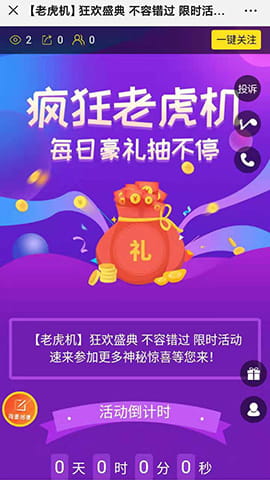 【老虎机】狂欢盛典 不容错过 限时活...
2 0 0 一键关注
投诉
疯狂老虎机
每日豪礼抽不停
礼
【老虎机】狂欢盛典 不容错过 限时活动
速来参加更多神秘惊喜等您来！
活动倒计时
0 天 0 时 0 分 0 秒